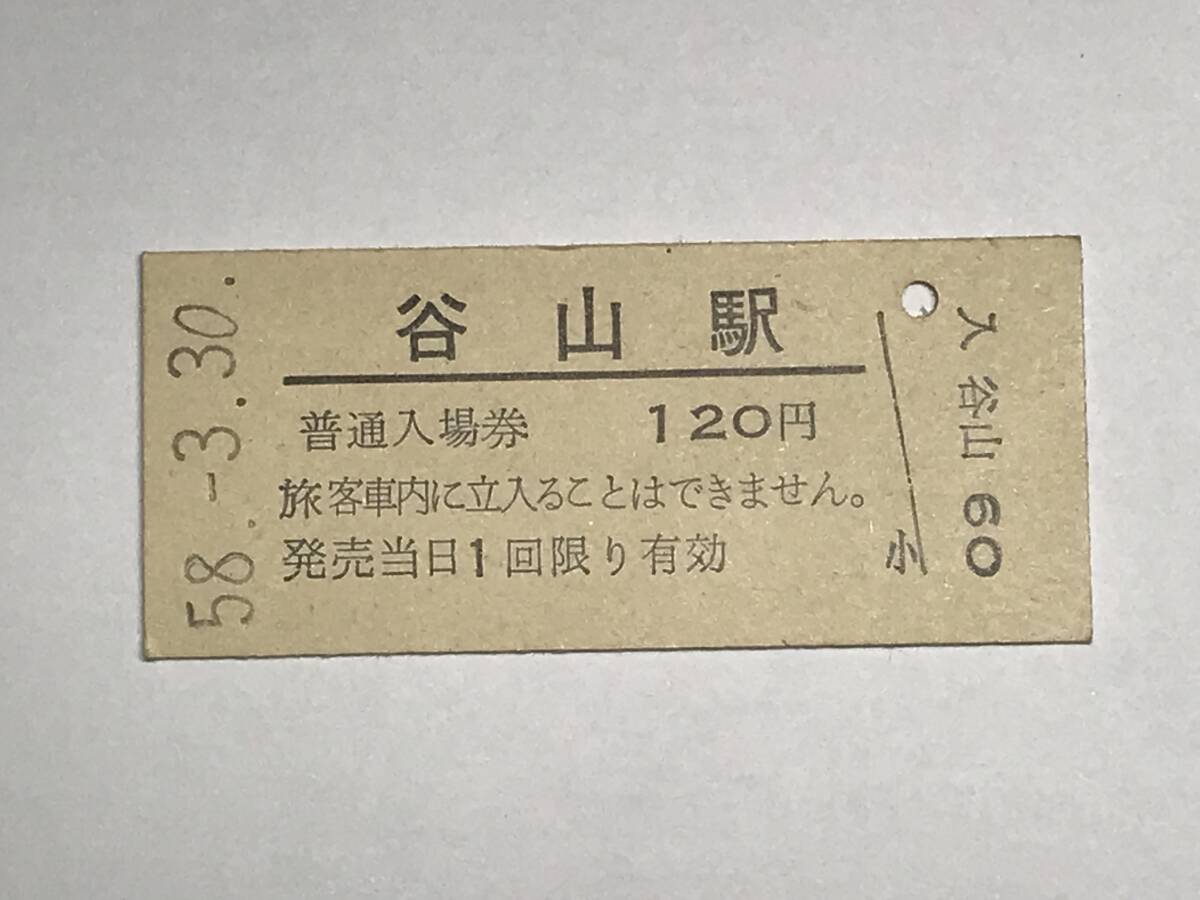 58.-3.30.
谷山駅
普通入場券 120円
旅客車内に立入ることはできません。
発売当日1回限り有効
小
入 谷山 60